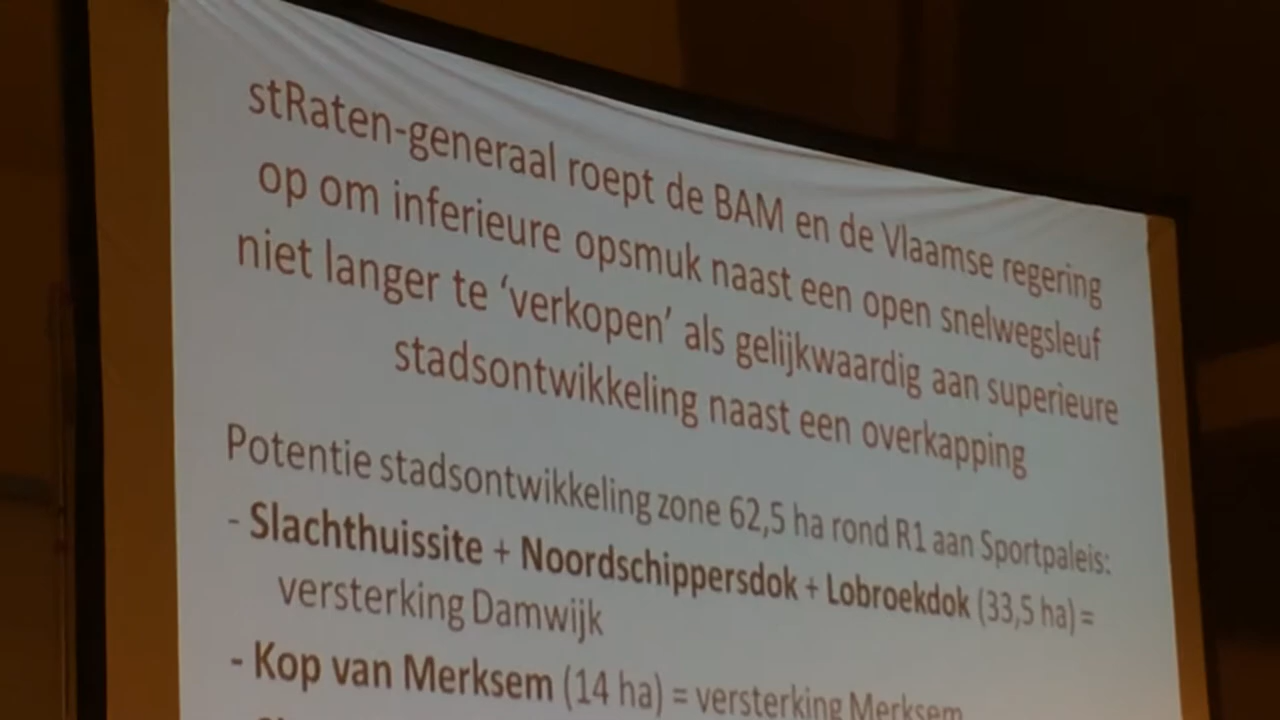 stRaten-generaal roept de BAM en de Vlaamse regering
op om inferieure opsmuk naast een open snelwegsleuf
niet langer te ‘verkopen’ als gelijkwaardig aan superieure
stadsontwikkeling naast een overkapping
Potentie stadsontwikkeling zone 62,5 ha rond R1 aan Sportpaleis:
- Slachthuissite + Noordschippersdok + Lobroekdok (33,5 ha) =
versterking Damwijk
- Kop van Merksem (14 ha) = versterking Merksem